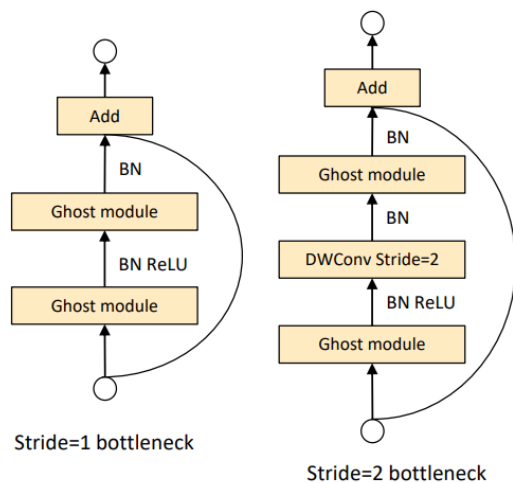 Add
BN
Ghost module
BN ReLU
Ghost module
Stride=1 bottleneck
Add
BN
Ghost module
BN
DWConv Stride=2
BN ReLU
Ghost module
Stride=2 bottleneck